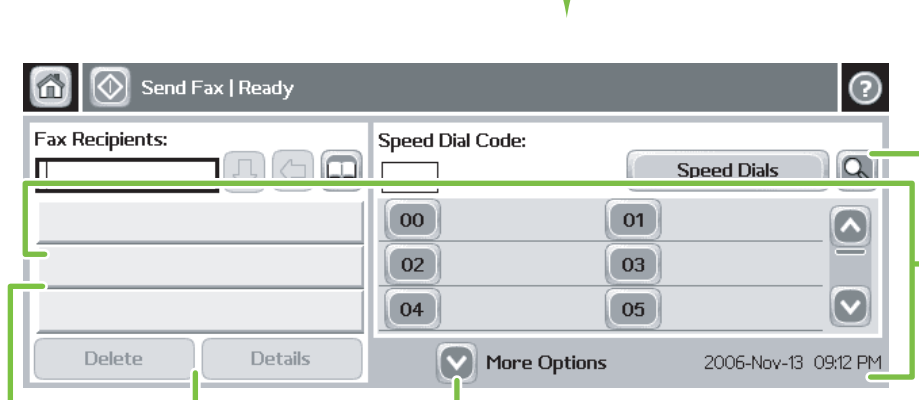 Send Fax | Ready
?
Fax Recipients:
Speed Dial Code:
Speed Dials
00 01
02 03
04 05
Delete Details
More Options 2006-Nov-13 09:12 PM